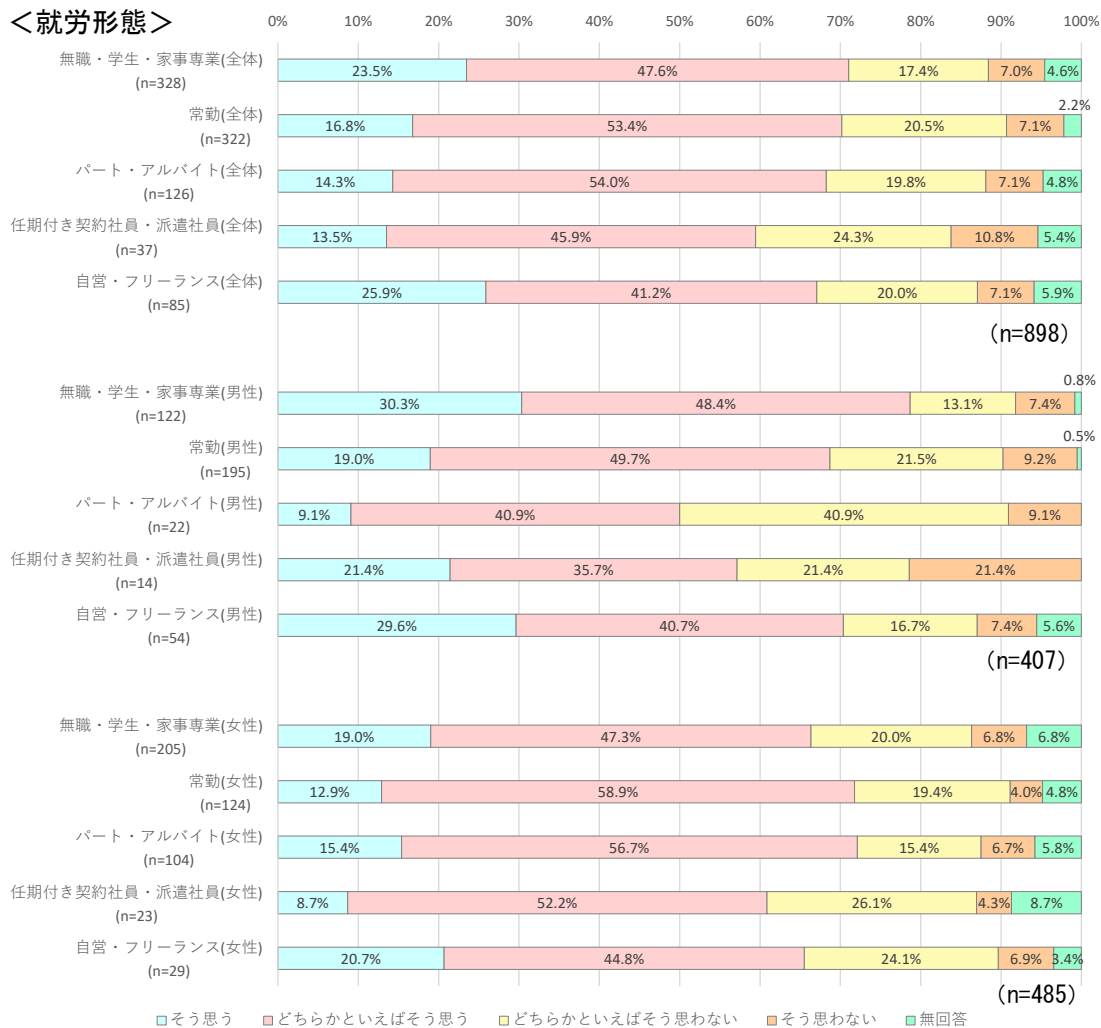 ＜就労形態＞
0% 10% 20% 30% 40% 50% 60% 70% 80% 90% 100%
無職・学生・家事専業(全体)
(n=328)
23.5% 47.6% 17.4% 7.0% 4.6%
2.2%
常勤(全体)
(n=322)
16.8% 53.4% 20.5% 7.1%
パート・アルバイト(全体)
(n=126)
14.3% 54.0% 19.8% 7.1% 4.8%
任期付き契約社員・派遣社員(全体)
(n=37)
13.5% 45.9% 24.3% 10.8% 5.4%
自営・フリーランス(全体)
(n=85)
25.9% 41.2% 20.0% 7.1% 5.9%
（n=898）
無職・学生・家事専業(男性)
(n=122)
0.8%
30.3% 48.4% 13.1% 7.4%
0.5%
常勤(男性)
(n=195)
19.0% 49.7% 21.5% 9.2%
パート・アルバイト(男性)
(n=22)
9.1% 40.9% 40.9% 9.1%
任期付き契約社員・派遣社員(男性)
(n=14)
21.4% 35.7% 21.4% 21.4%
自営・フリーランス(男性)
(n=54)
29.6% 40.7% 16.7% 7.4% 5.6%
（n=407）
無職・学生・家事専業(女性)
(n=205)
19.0% 47.3% 20.0% 6.8% 6.8%
常勤(女性)
(n=124)
12.9% 58.9% 19.4% 4.0% 4.8%
パート・アルバイト(女性)
(n=104)
15.4% 56.7% 15.4% 6.7% 5.8%
任期付き契約社員・派遣社員(女性)
(n=23)
8.7% 52.2% 26.1% 4.3% 8.7%
自営・フリーランス(女性)
(n=29)
20.7% 44.8% 24.1% 6.9% 3.4%
（n=485）
そう思う どちらかといえばそう思う どちらかといえばそう思わない そう思わない 無回答